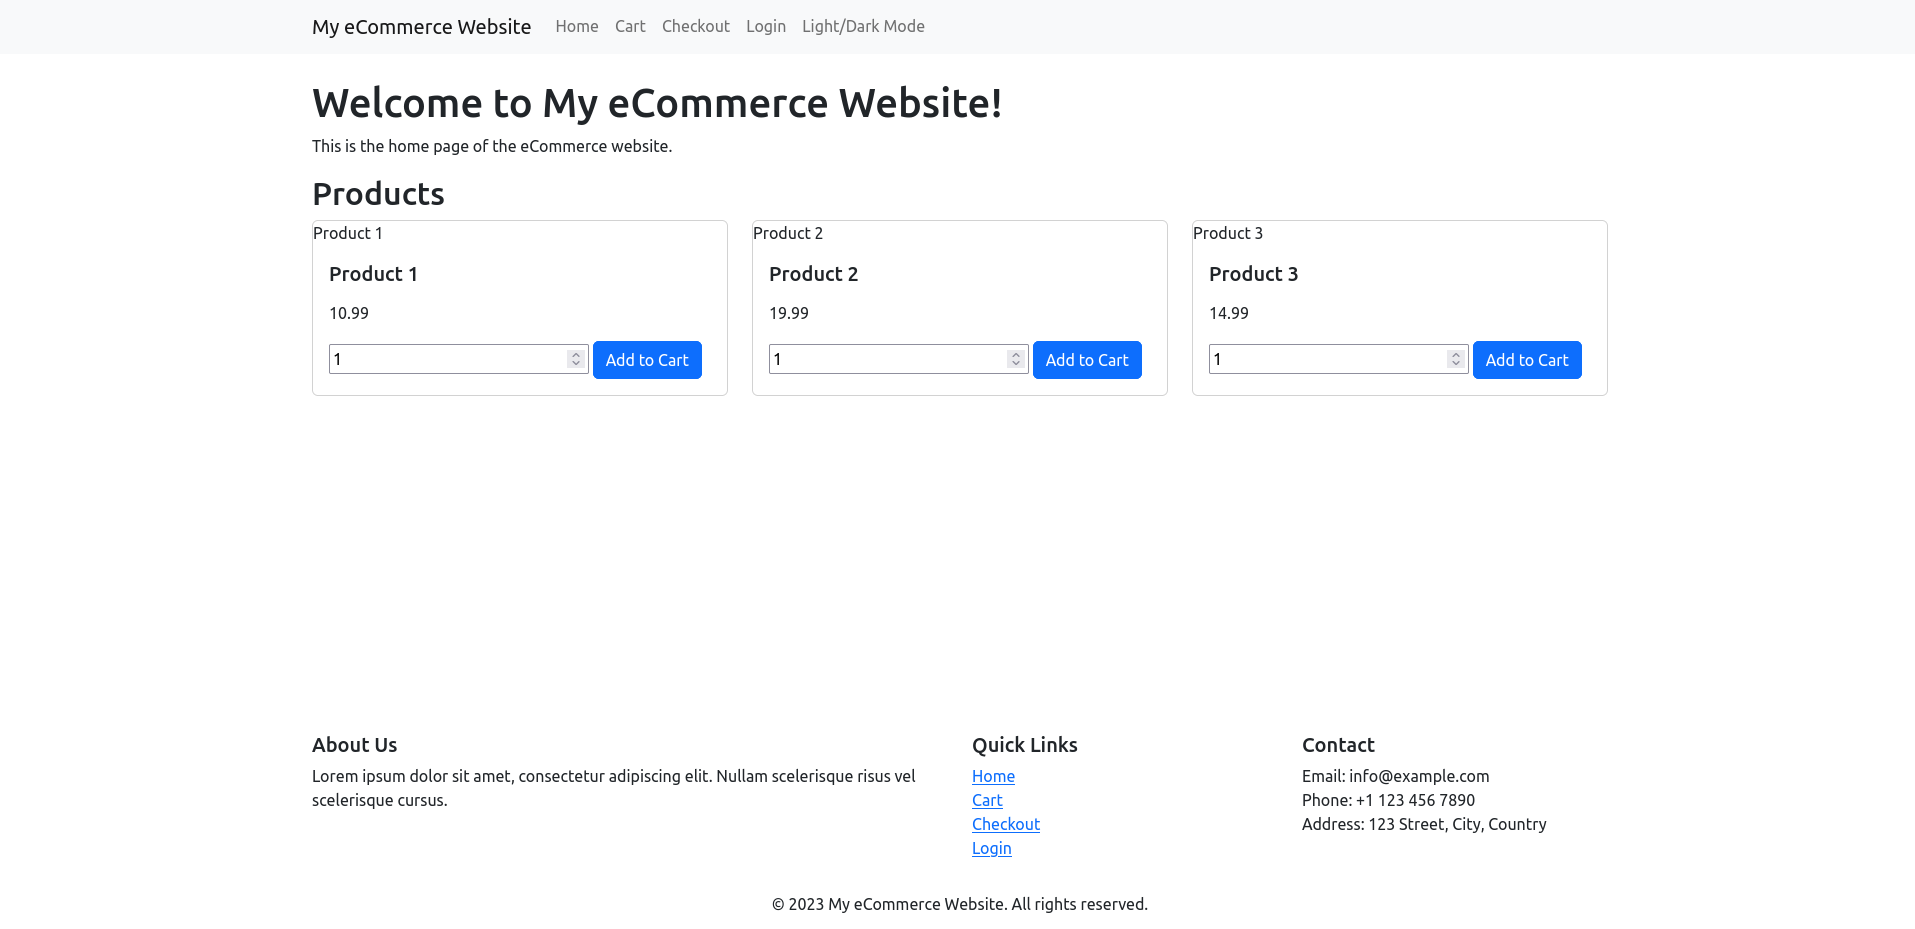 My eCommerce Website Home Cart Checkout Login Light/Dark Mode
Welcome to My eCommerce Website!
This is the home page of the eCommerce website.
Products
Product 1
Product 1
10.99
1 Add to Cart
Product 2
Product 2
19.99
1 Add to Cart
Product 3
Product 3
14.99
1 Add to Cart
About Us
Lorem ipsum dolor sit amet, consectetur adipiscing elit. Nullam scelerisque risus vel
scelerisque cursus.
Quick Links
Home
Cart
Checkout
Login
Contact
Email: info@example.com
Phone: +1 123 456 7890
Address: 123 Street, City, Country
© 2023 My eCommerce Website. All rights reserved.